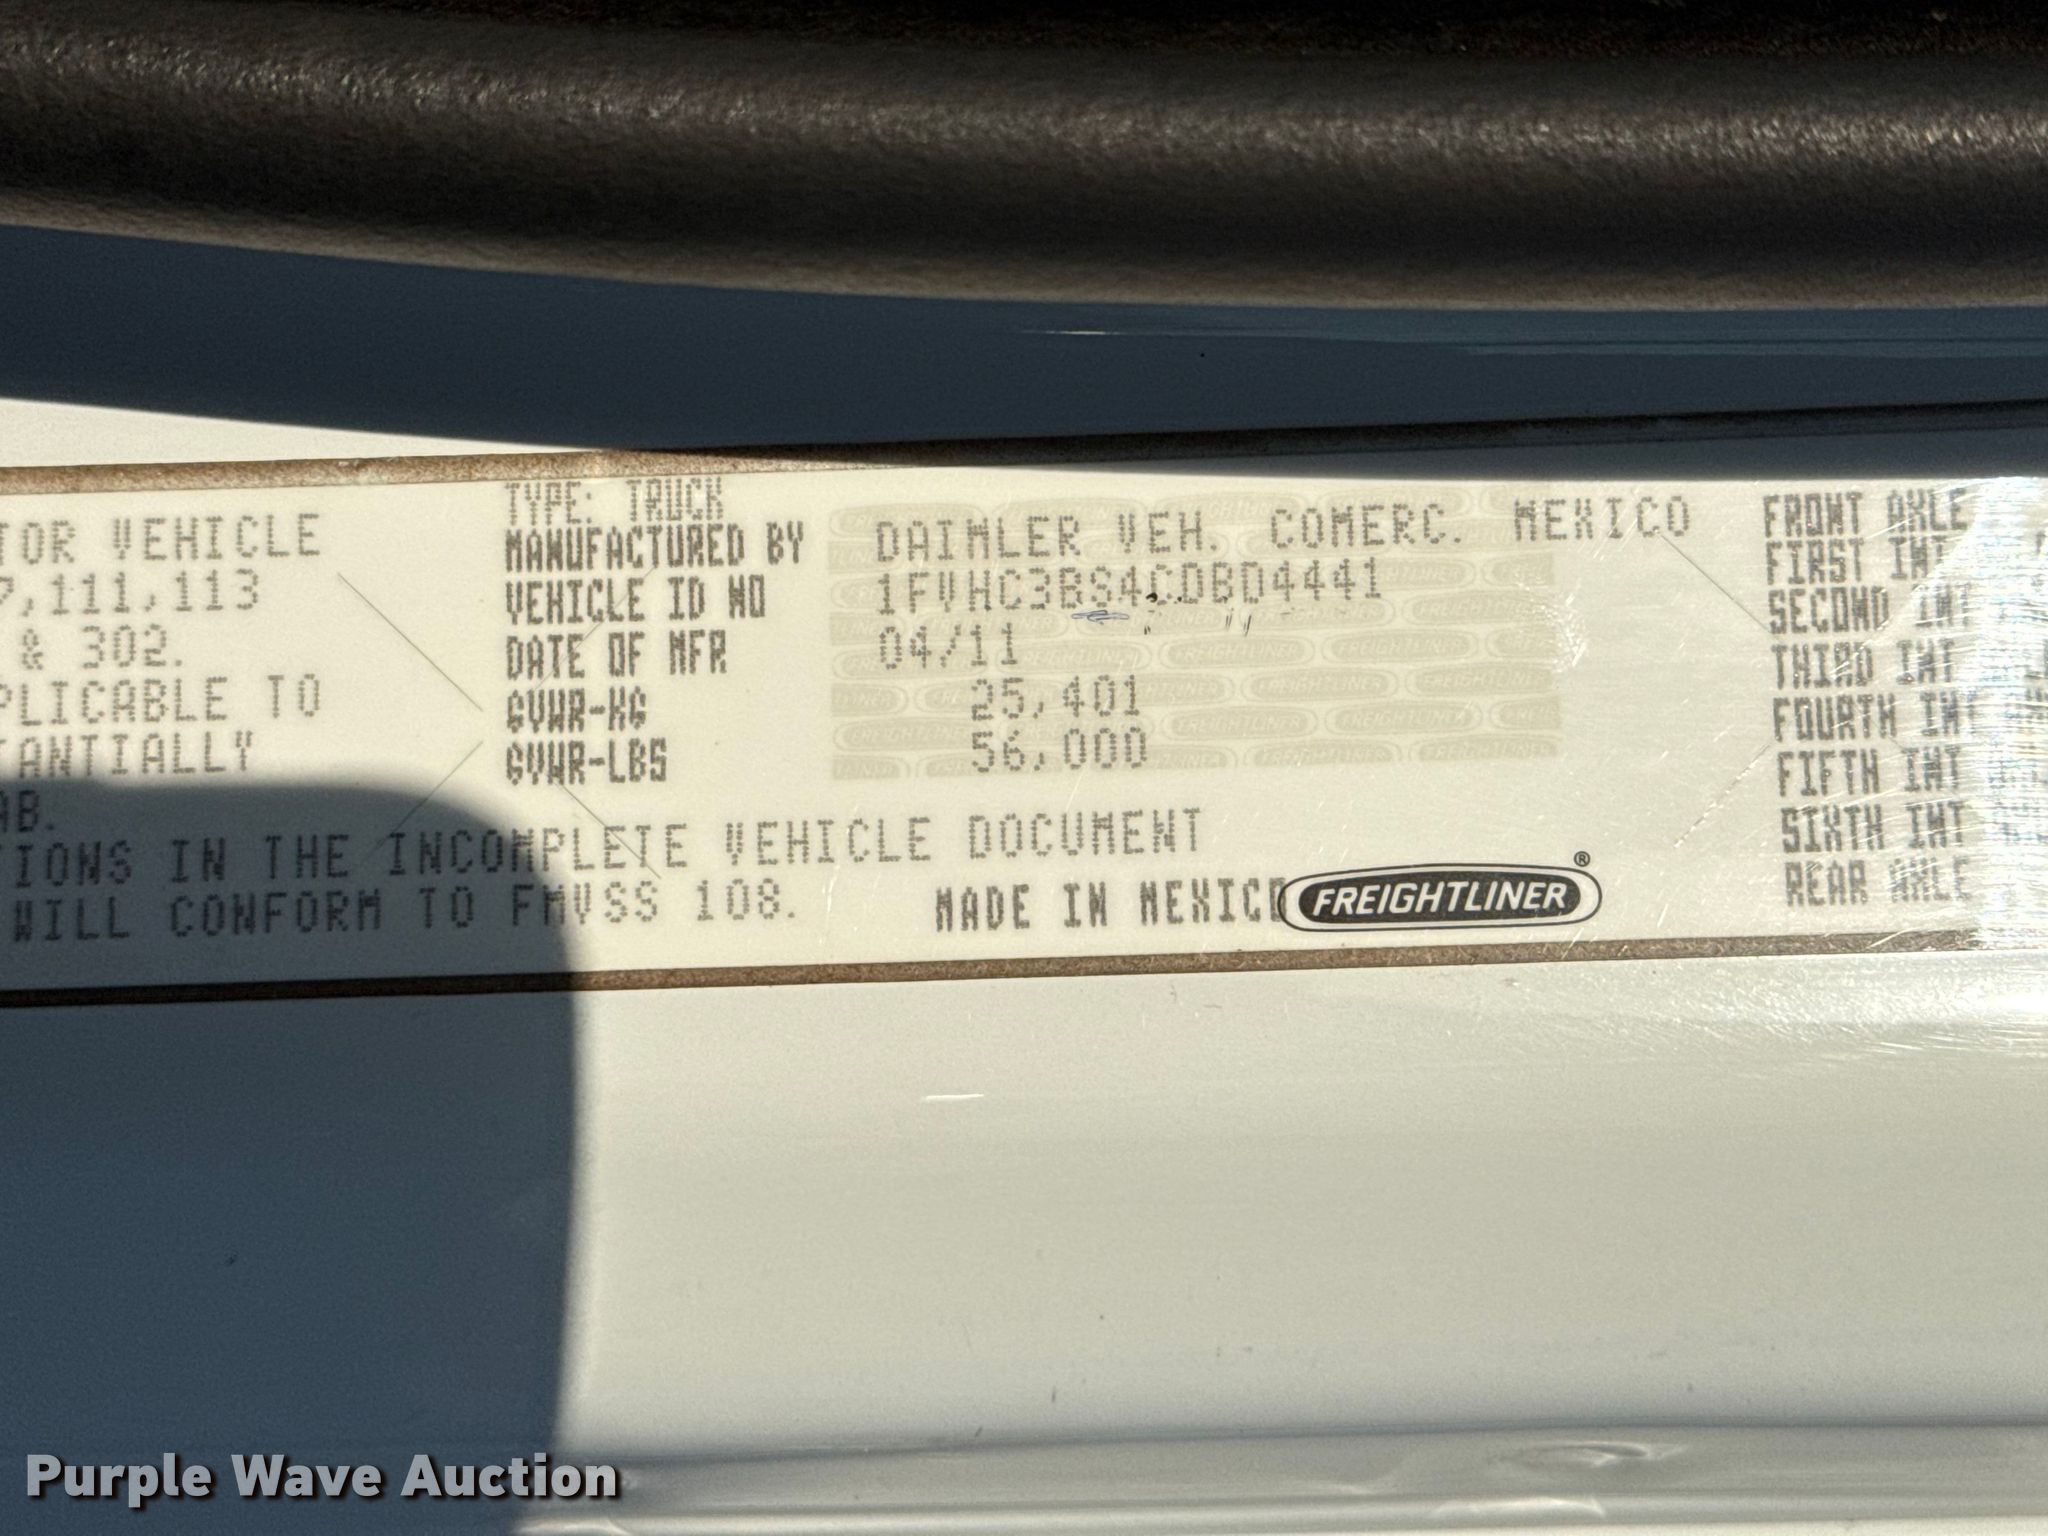 TOR VEHICLE
7,111,113
& 302.
PLICABLE TO
TANTIALLY
AB.
TIONS IN THE INCOMPLETE VEHICLE DOCUMENT
WILL CONFORM TO FMVSS 108.
TYPE: TRUCK
MANUFACTURED BY DAIMLER VEH. COMERC. MEXICO
VEHICLE ID NO 1FVHC3BS4CDBD4441
DATE OF MFR 04/11
GVWR-KG 25,401
GVWR-LBS 56,000
MADE IN MEXICO
FREIGHTLINER®
FRONT AXLE
FIRST INT
SECOND INT
THIRD INT
FOURTH INT
FIFTH INT
SIXTH INT
REAR AXLE
Purple Wave Auction